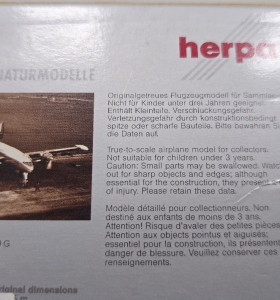 herpa
NATURMODELLE
Originalgetreues Flugzeugmodell für Sammler
Nicht für Kinder unter drei Jahren geeignet.
Enthält Kleinteile. Verschluckungsgefahr.
Verletzungsgefahr durch konstruktionsbedingt
spitze oder scharfe Bauteile. Bitte bewahren
die Daten auf.
True-to-scale airplane model for collectors.
Not suitable for children under 3 years.
Caution: Small parts may be swallowed. Watch
out for sharp objects and edges; although
essential for the construction, they present a
of injury. Please retain these data.
Modèle détaillé pour collectionneurs. Non
destiné aux enfants de moins de 3 ans.
Attention! Risque d'avaler des petites pièces.
Attention aux objets pointus et aiguisés;
essentiel pour la construction, ils présentent
danger de blessure. Veuillez conserver ces
renseignements.
G
original dimensions
m